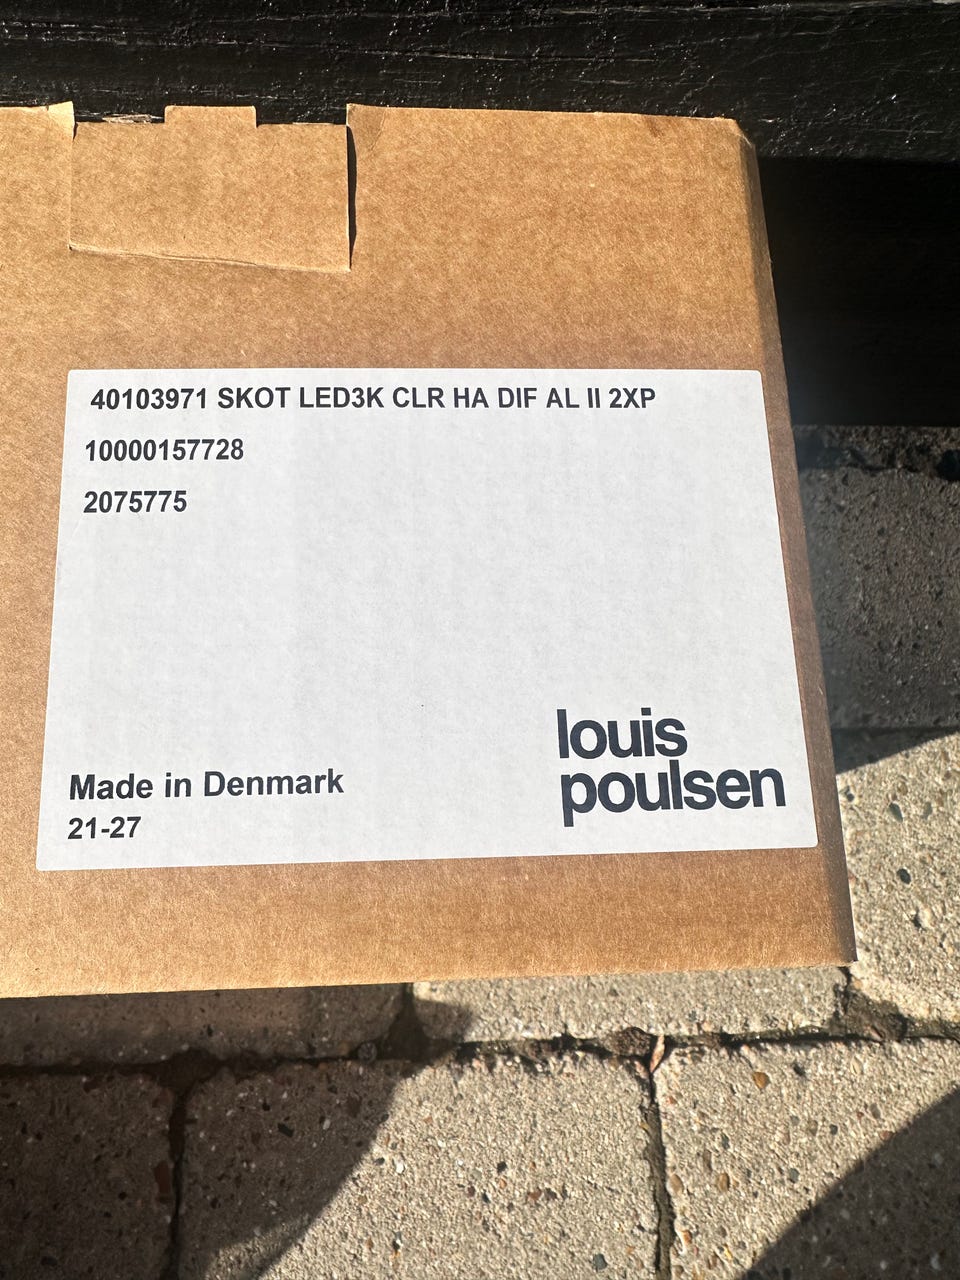 40103971 SKOT LED3K CLR HA DIF AL II 2XP
10000157728
2075775
louis
poulsen
Made in Denmark
21-27